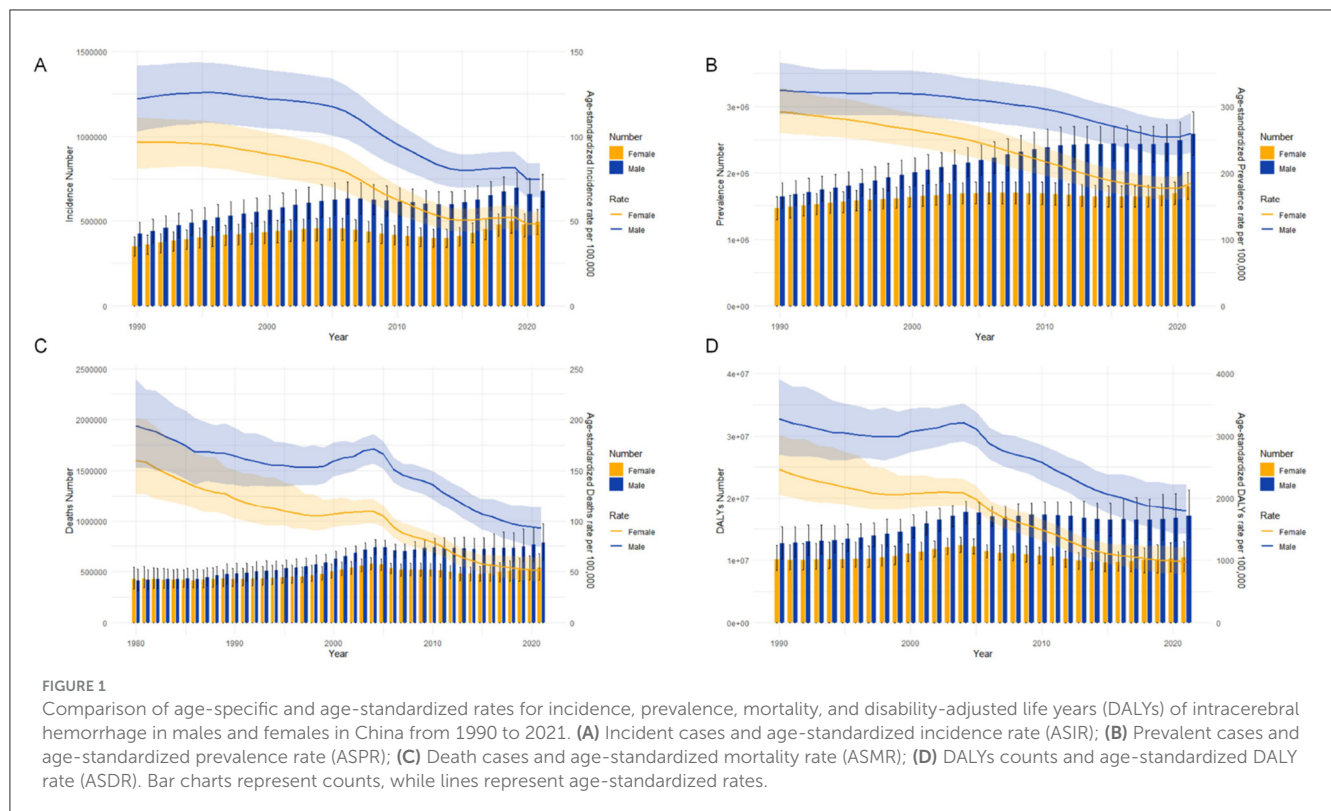 A
1500000
1000000
500000
0
Incidence Number
150
100
50
0
Age-standardized Incidence rate per 100,000
1990
2000
2010
2020
Year
Number
Female
Male
Rate
Female
Male
B
3e+06
2e+06
1e+06
0e+00
Prevalence Number
300
200
100
0
Age-standardized Prevalence rate per 100,000
1990
2000
2010
2020
Year
Number
Female
Male
Rate
Female
Male
C
2500000
2000000
1500000
1000000
500000
0
Deaths Number
250
200
150
100
50
0
Age-standardized Deaths rate per 100,000
1980
1990
2000
2010
2020
Year
Number
Female
Male
Rate
Female
Male
D
4e+07
3e+07
2e+07
1e+07
0e+00
DALYs Number
4000
3000
2000
1000
0
Age-standardized DALYs rate per 100,000
1990
2000
2010
2020
Year
Number
Female
Male
Rate
Female
Male
FIGURE 1
Comparison of age-specific and age-standardized rates for incidence, prevalence, mortality, and disability-adjusted life years (DALYs) of intracerebral
hemorrhage in males and females in China from 1990 to 2021. (A) Incident cases and age-standardized incidence rate (ASIR); (B) Prevalent cases and
age-standardized prevalence rate (ASPR); (C) Death cases and age-standardized mortality rate (ASMR); (D) DALYs counts and age-standardized DALY
rate (ASDR). Bar charts represent counts, while lines represent age-standardized rates.